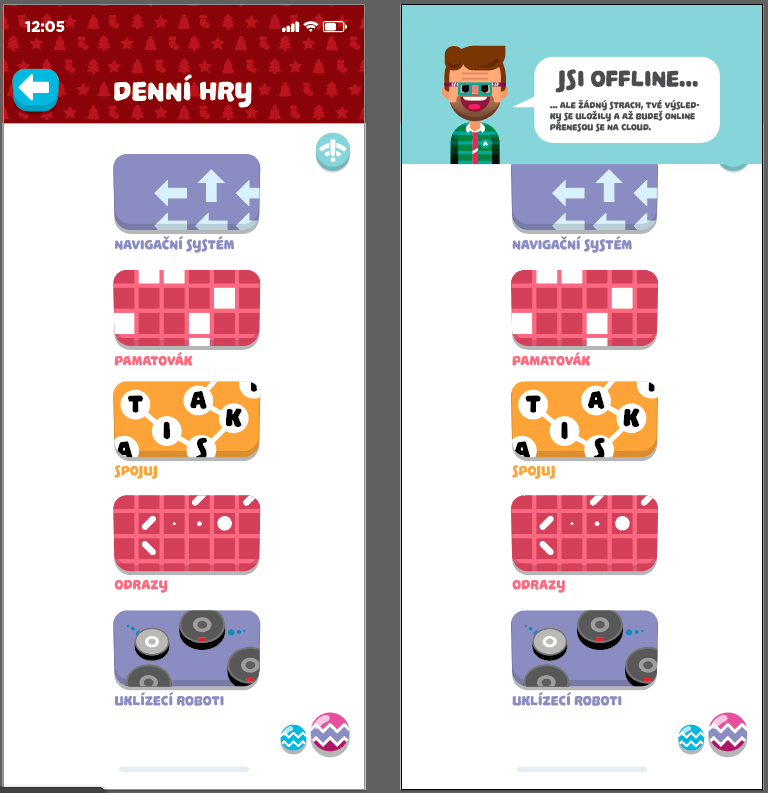 12:05
DENNÍ HRY
NAVIGAČNÍ SYSTÉM
PAMATOVÁK
T
A
K
I
A
S
SPOJUJ
ODRAZY
UKLÍZECÍ ROBOTI
JSI OFFLINE...
... ALE ŽÁDNÝ STRACH, TVÉ VÝSLED-
KY SE ULOŽILY A AŽ BUDEŠ ONLINE
PŘENESOU SE NA CLOUD.
NAVIGAČNÍ SYSTÉM
PAMATOVÁK
T
A
K
I
A
S
SPOJUJ
ODRAZY
UKLÍZECÍ ROBOTI